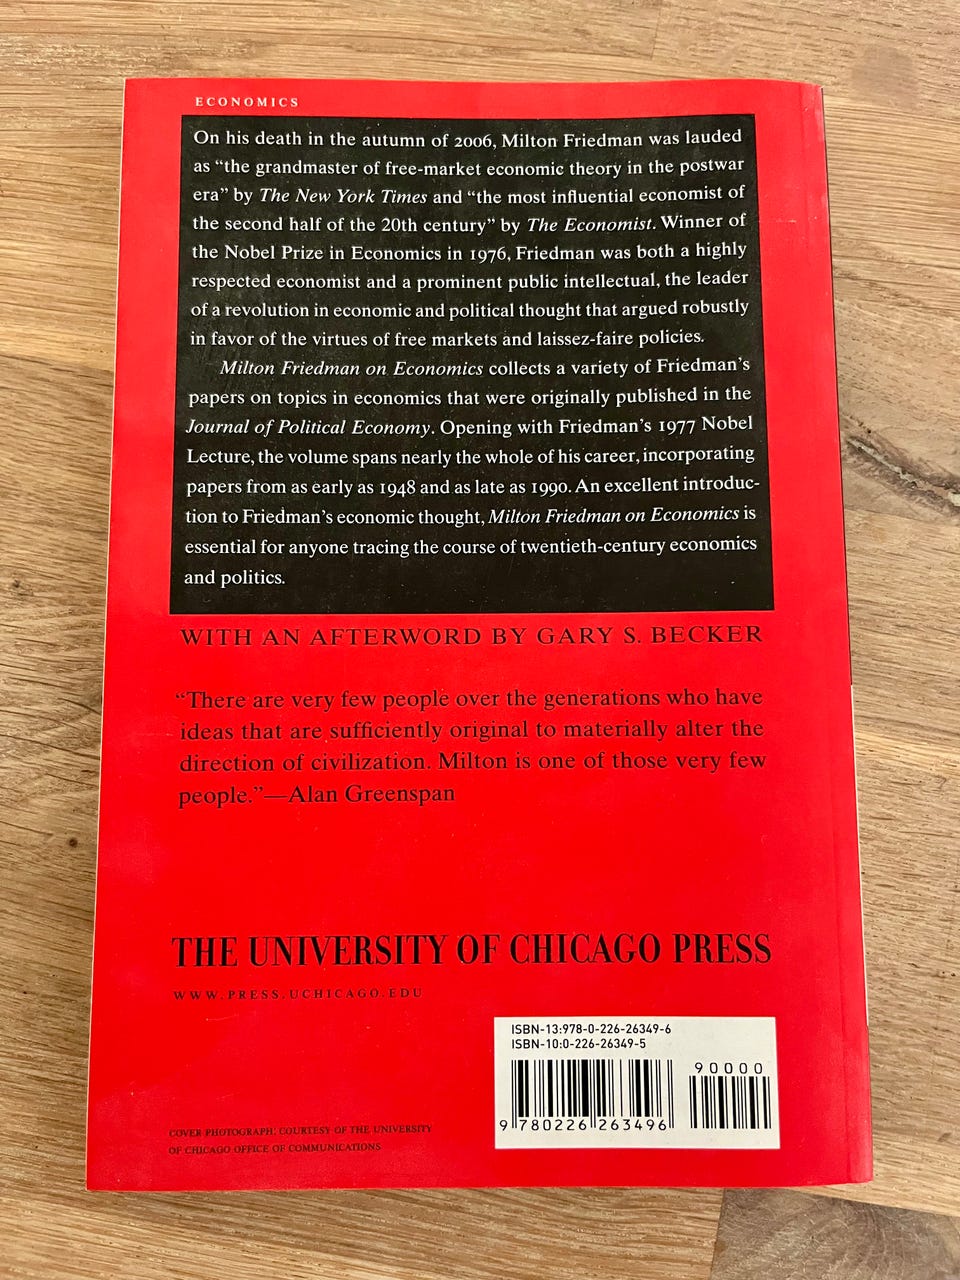 ECONOMICS
On his death in the autumn of 2006, Milton Friedman was lauded
as “the grandmaster of free-market economic theory in the postwar
era” by The New York Times and “the most influential economist of
the second half of the 20th century” by The Economist. Winner of
the Nobel Prize in Economics in 1976, Friedman was both a highly
respected economist and a prominent public intellectual, the leader
of a revolution in economic and political thought that argued robustly
in favor of the virtues of free markets and laissez-faire policies.
Milton Friedman on Economics collects a variety of Friedman’s
papers on topics in economics that were originally published in the
Journal of Political Economy. Opening with Friedman’s 1977 Nobel
Lecture, the volume spans nearly the whole of his career, incorporating
papers from as early as 1948 and as late as 1990. An excellent introduc-
tion to Friedman’s economic thought, Milton Friedman on Economics is
essential for anyone tracing the course of twentieth-century economics
and politics.
WITH AN AFTERWORD BY GARY S. BECKER
“There are very few people over the generations who have
ideas that are sufficiently original to materially alter the
direction of civilization. Milton is one of those very few
people.”—Alan Greenspan
THE UNIVERSITY OF CHICAGO PRESS
WWW.PRESS.UCHICAGO.EDU
ISBN-13:978-0-226-26349-6
ISBN-10:0-226-26349-5
90000
9 780226 263496
COVER PHOTOGRAPH: COURTESY OF THE UNIVERSITY
OF CHICAGO OFFICE OF COMMUNICATIONS